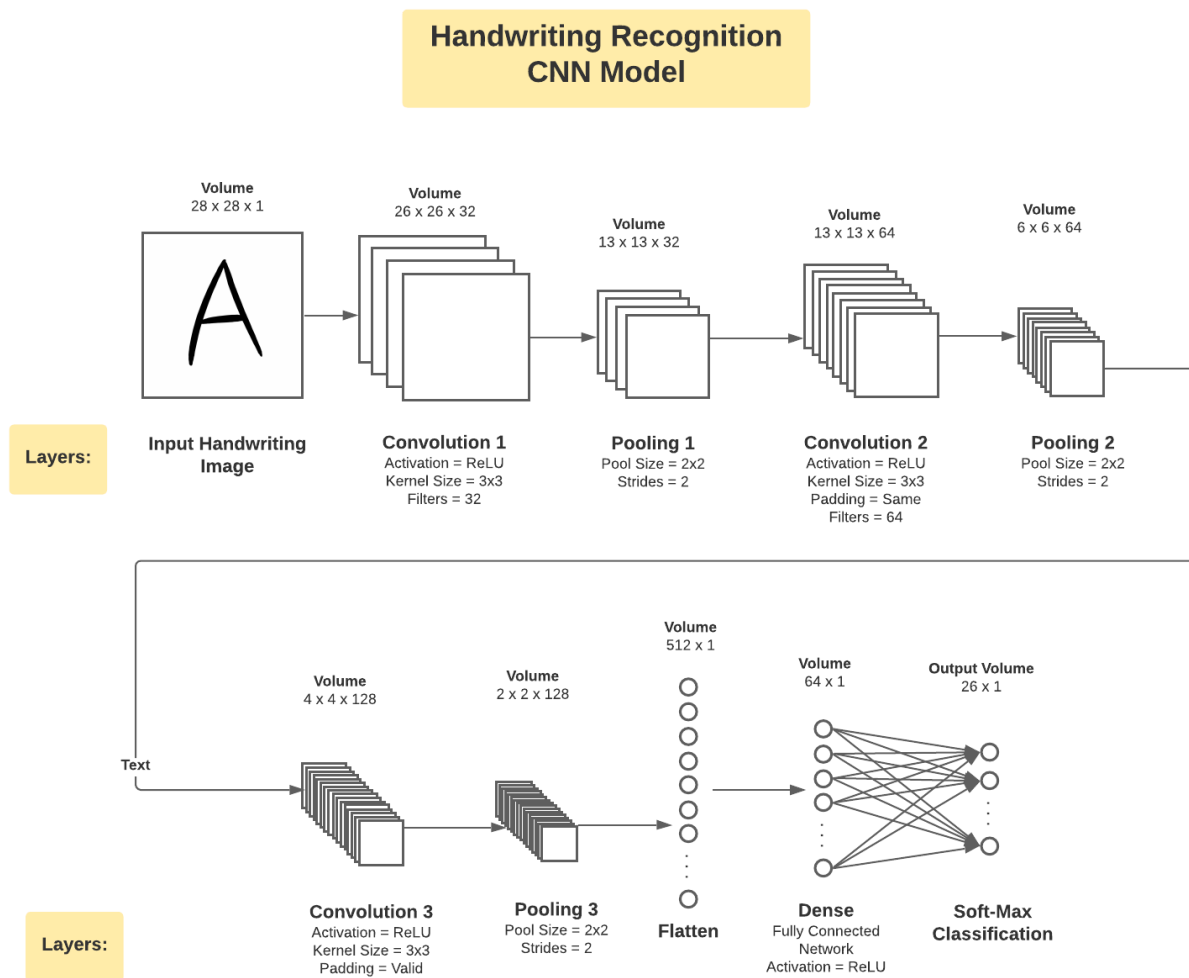 Handwriting Recognition
CNN Model
Volume
28 x 28 x 1
Volume
26 x 26 x 32
Volume
13 x 13 x 32
Volume
13 x 13 x 64
Volume
6 x 6 x 64
A
Layers:
Input Handwriting
Image
Convolution 1
Activation = ReLU
Kernel Size = 3x3
Filters = 32
Pooling 1
Pool Size = 2x2
Strides = 2
Convolution 2
Activation = ReLU
Kernel Size = 3x3
Padding = Same
Filters = 64
Pooling 2
Pool Size = 2x2
Strides = 2
Text
Volume
4 x 4 x 128
Volume
2 x 2 x 128
Volume
512 x 1
Volume
64 x 1
Output Volume
26 x 1
Layers:
Convolution 3
Activation = ReLU
Kernel Size = 3x3
Padding = Valid
Pooling 3
Pool Size = 2x2
Strides = 2
Flatten
Dense
Fully Connected
Network
Activation = ReLU
Soft-Max
Classification